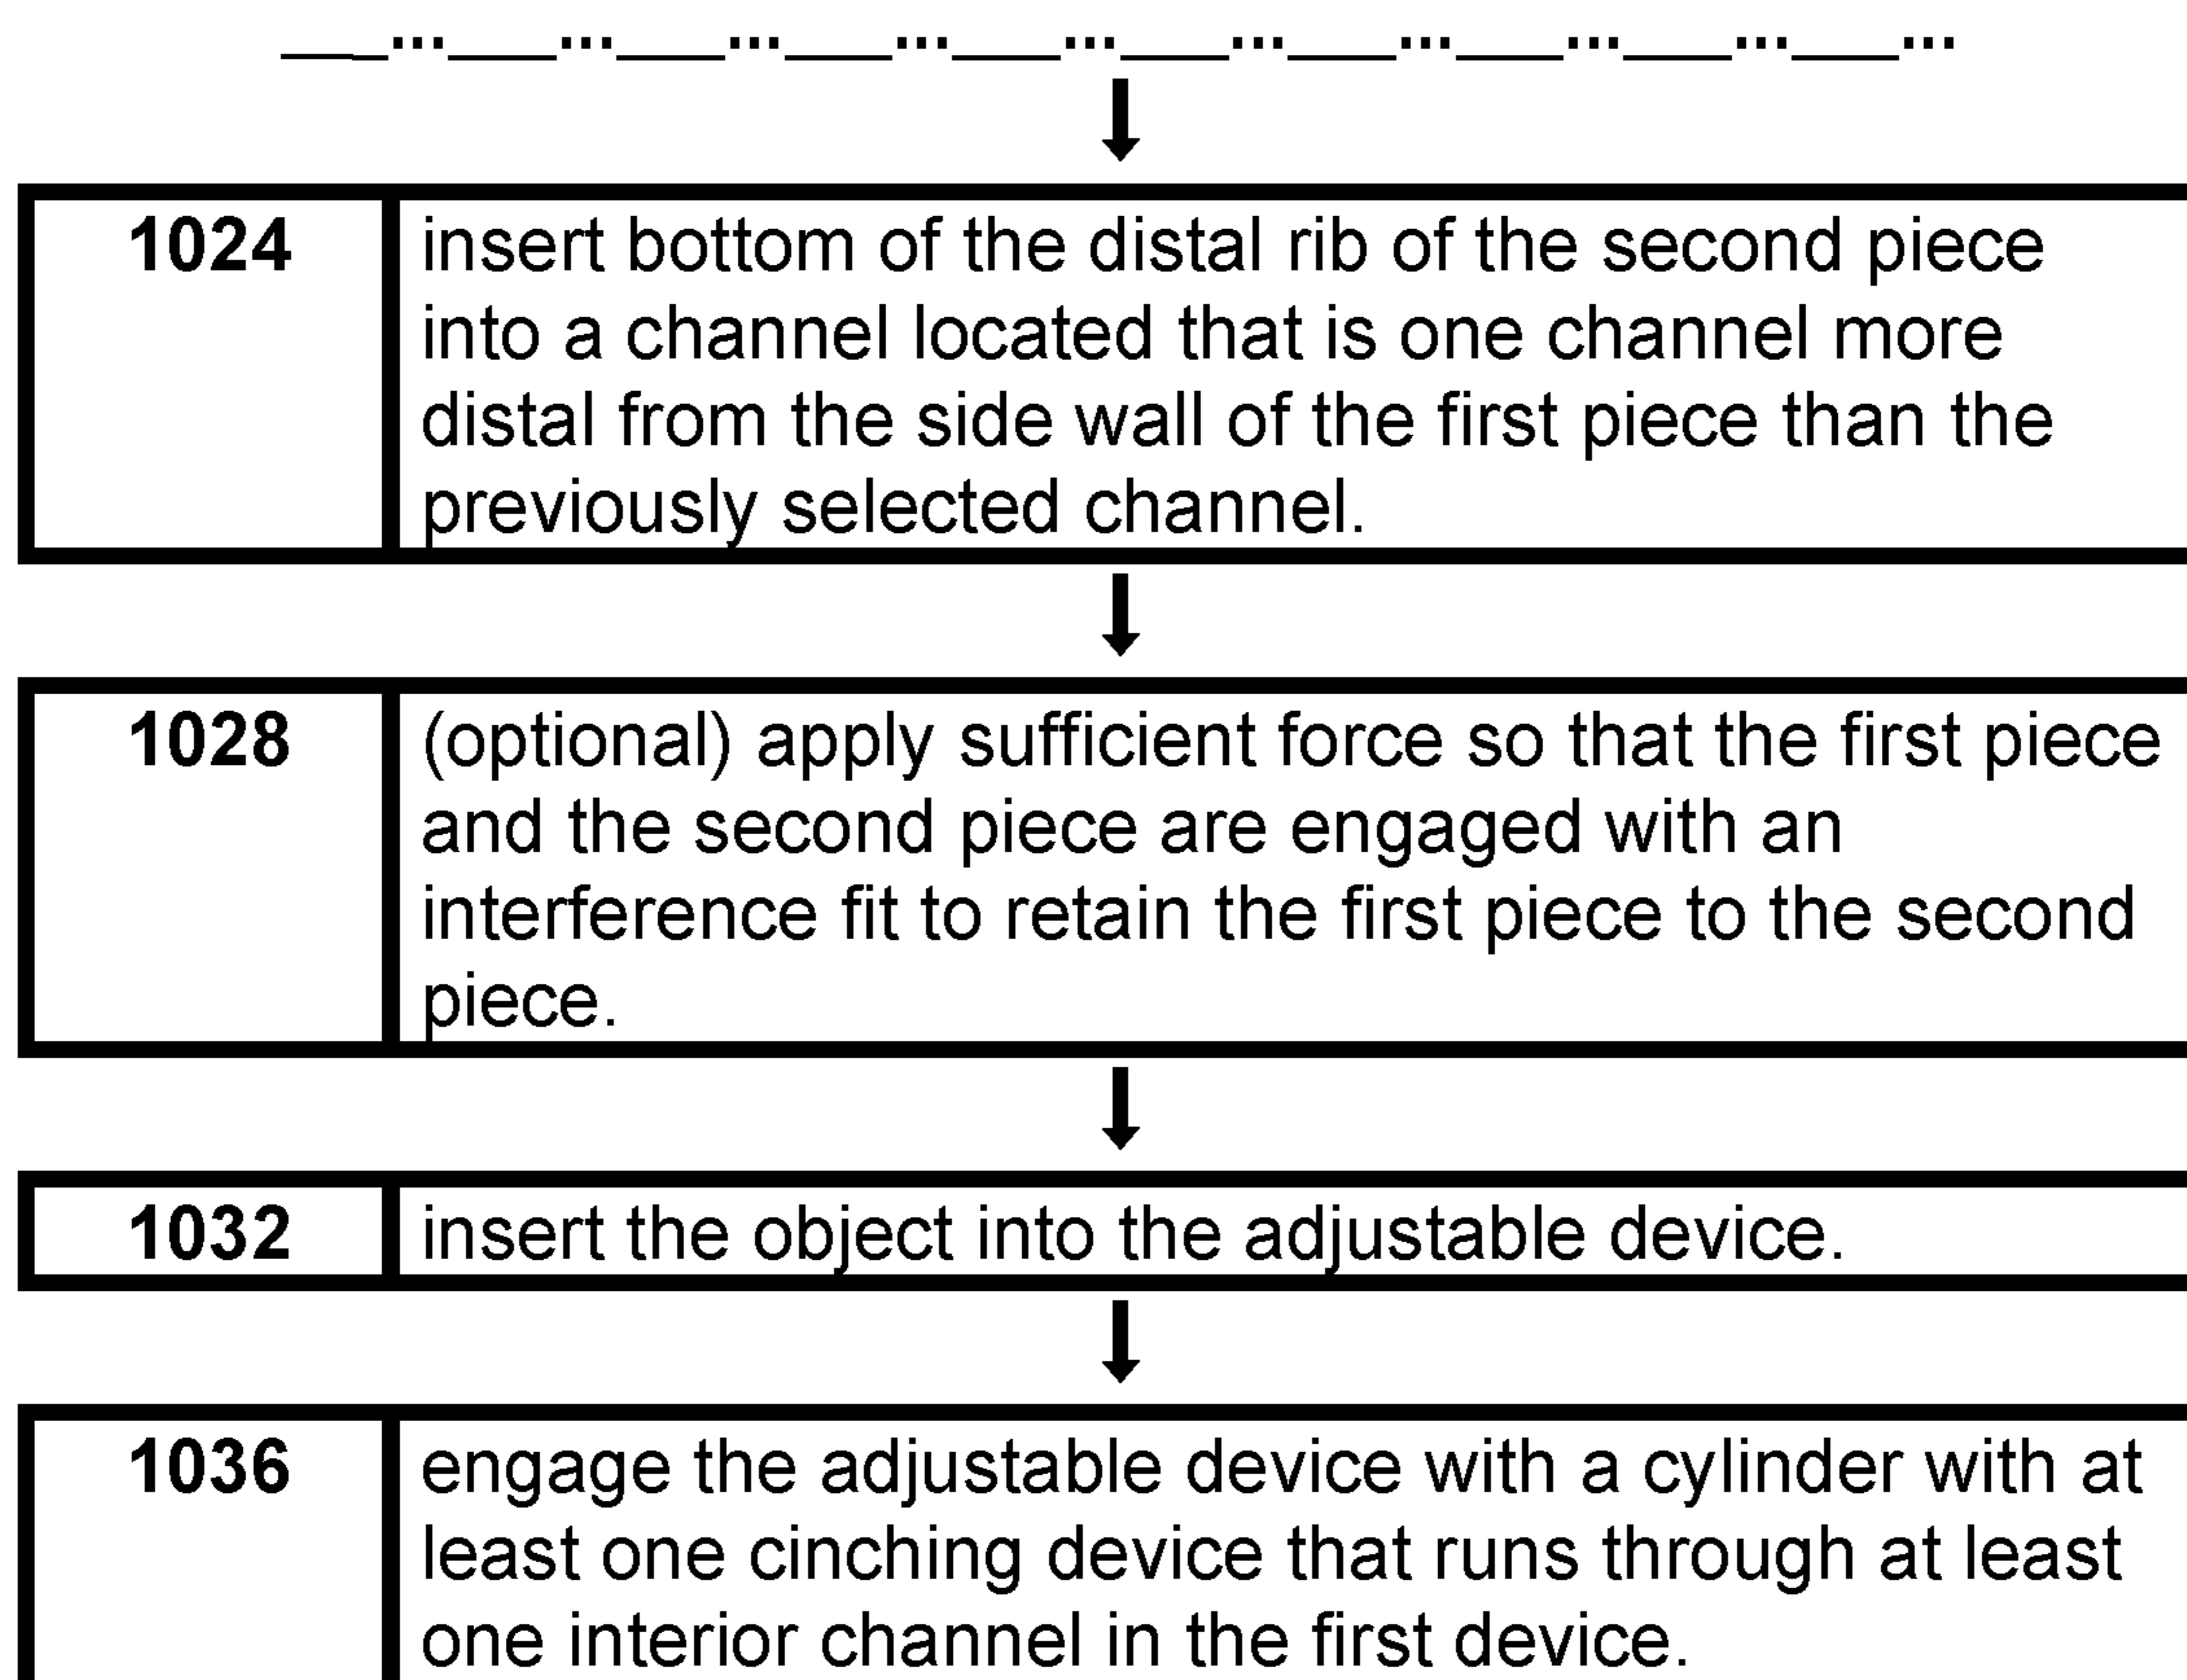 1024 insert bottom of the distal rib of the second piece
into a channel located that is one channel more
distal from the side wall of the first piece than the
previously selected channel.
1028 (optional) apply sufficient force so that the first piece
and the second piece are engaged with an
interference fit to retain the first piece to the second
piece.
1032 insert the object into the adjustable device.
1036 engage the adjustable device with a cylinder with at
least one cinching device that runs through at least
one interior channel in the first device.